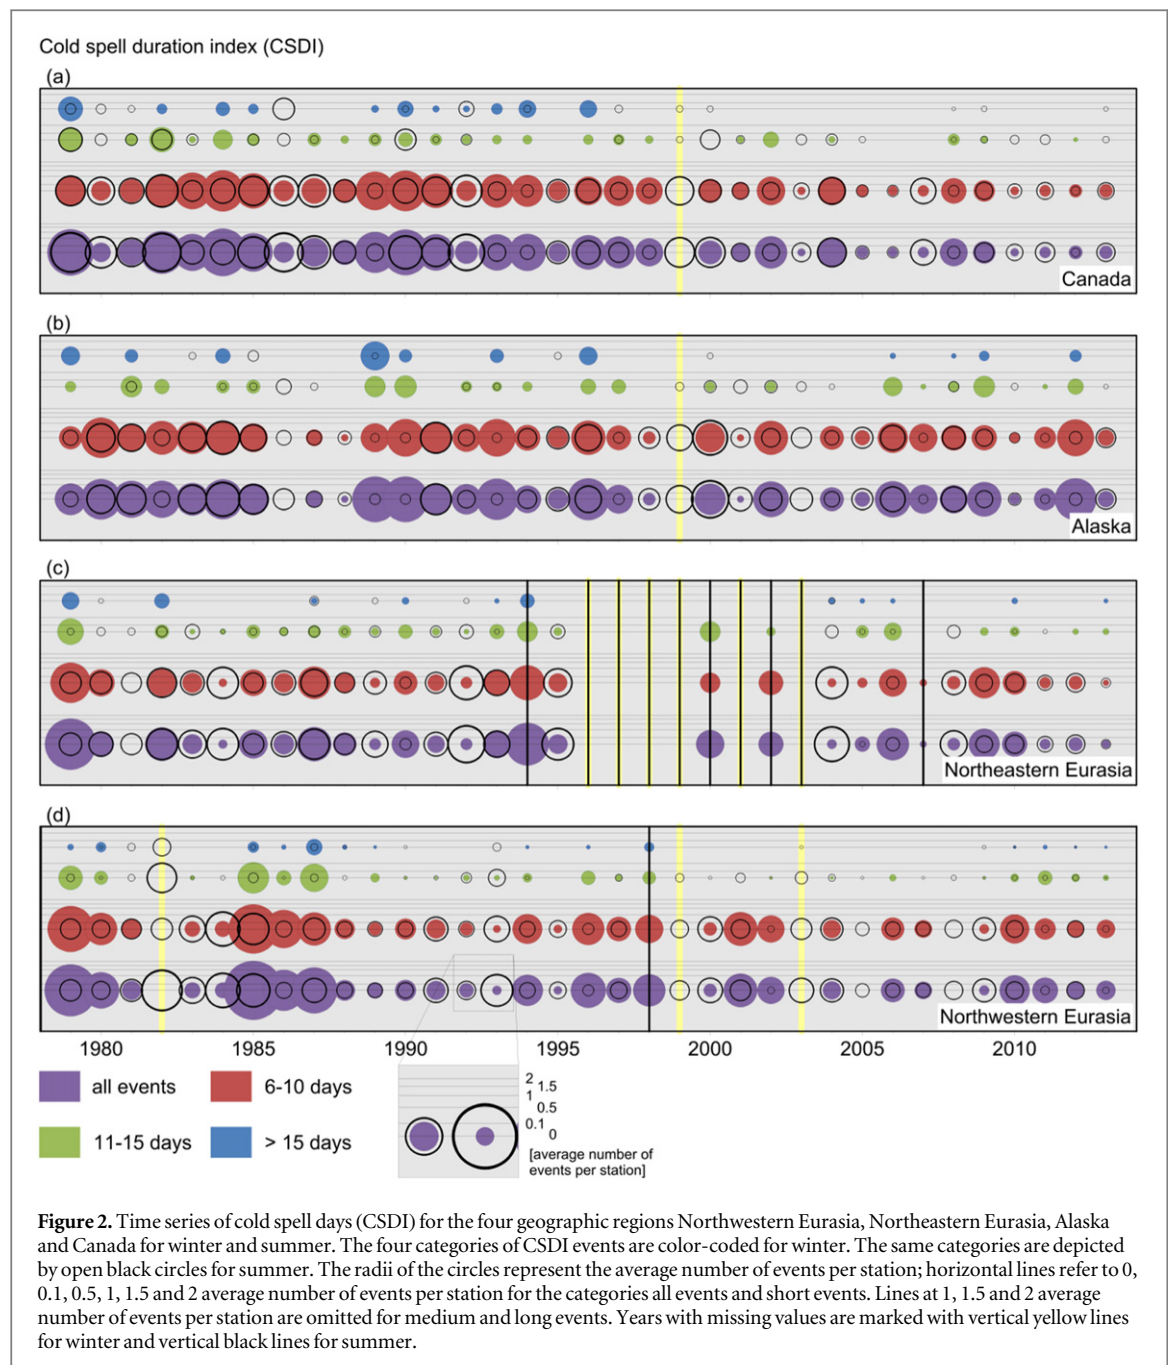 Cold spell duration index (CSDI)
(a)
Canada
(b)
Alaska
(c)
Northeastern Eurasia
(d)
Northwestern Eurasia
1980 1985 1990 1995 2000 2005 2010
all events 6-10 days
11-15 days > 15 days
2
1.5
1
0.5
0.1
0
[average number of
events per station]
Figure 2. Time series of cold spell days (CSDI) for the four geographic regions Northwestern Eurasia, Northeastern Eurasia, Alaska
and Canada for winter and summer. The four categories of CSDI events are color-coded for winter. The same categories are depicted
by open black circles for summer. The radii of the circles represent the average number of events per station; horizontal lines refer to 0,
0.1, 0.5, 1, 1.5 and 2 average number of events per station for the categories all events and short events. Lines at 1, 1.5 and 2 average
number of events per station are omitted for medium and long events. Years with missing values are marked with vertical yellow lines
for winter and vertical black lines for summer.